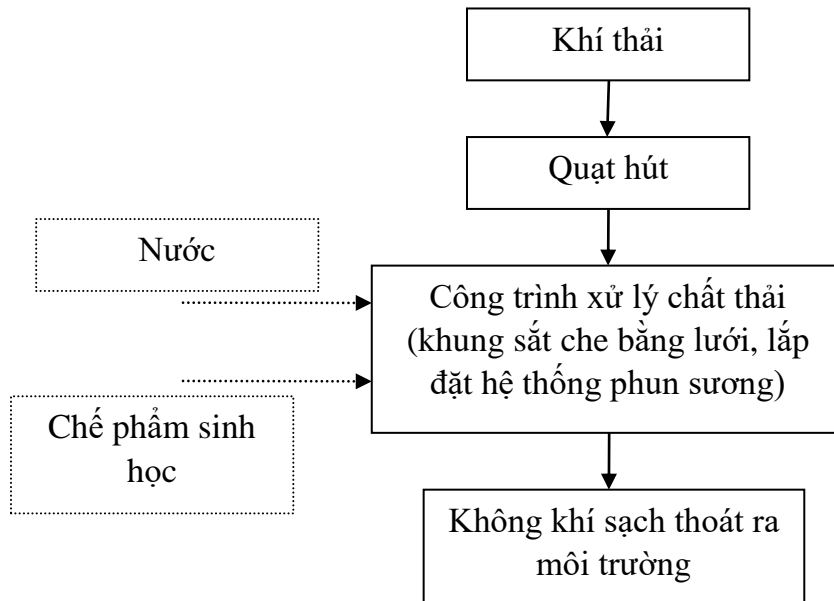 Khí thải
Quạt hút
Nước
Công trình xử lý chất thải
(khung sắt che bằng lưới, lắp
đặt hệ thống phun sương)
Chế phẩm sinh
học
Không khí sạch thoát ra
môi trường